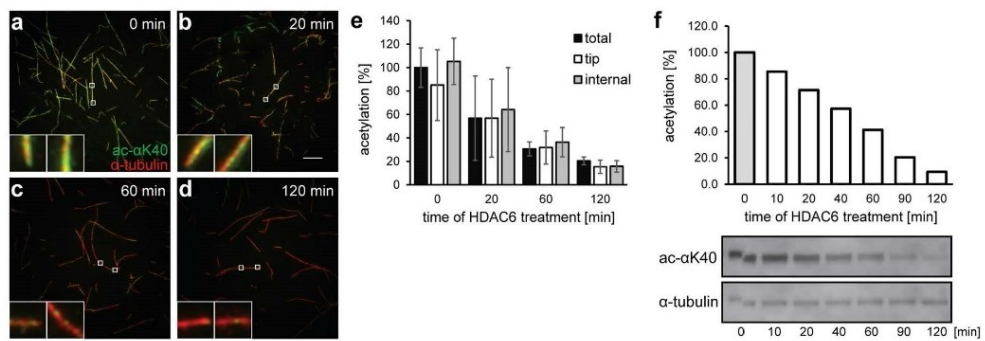 a 0 min
ac-αK40
α-tubulin
b 20 min
c 60 min
d 120 min
e
acetylation [%]
140
120
100
80
60
40
20
0
total
tip
internal
0 20 60 120
time of HDAC6 treatment [min]
f
acetylation [%]
120.0
100.0
80.0
60.0
40.0
20.0
0.0
0 10 20 40 60 90 120
time of HDAC6 treatment [min]
ac-αK40
α-tubulin
0 10 20 40 60 90 120 [min]